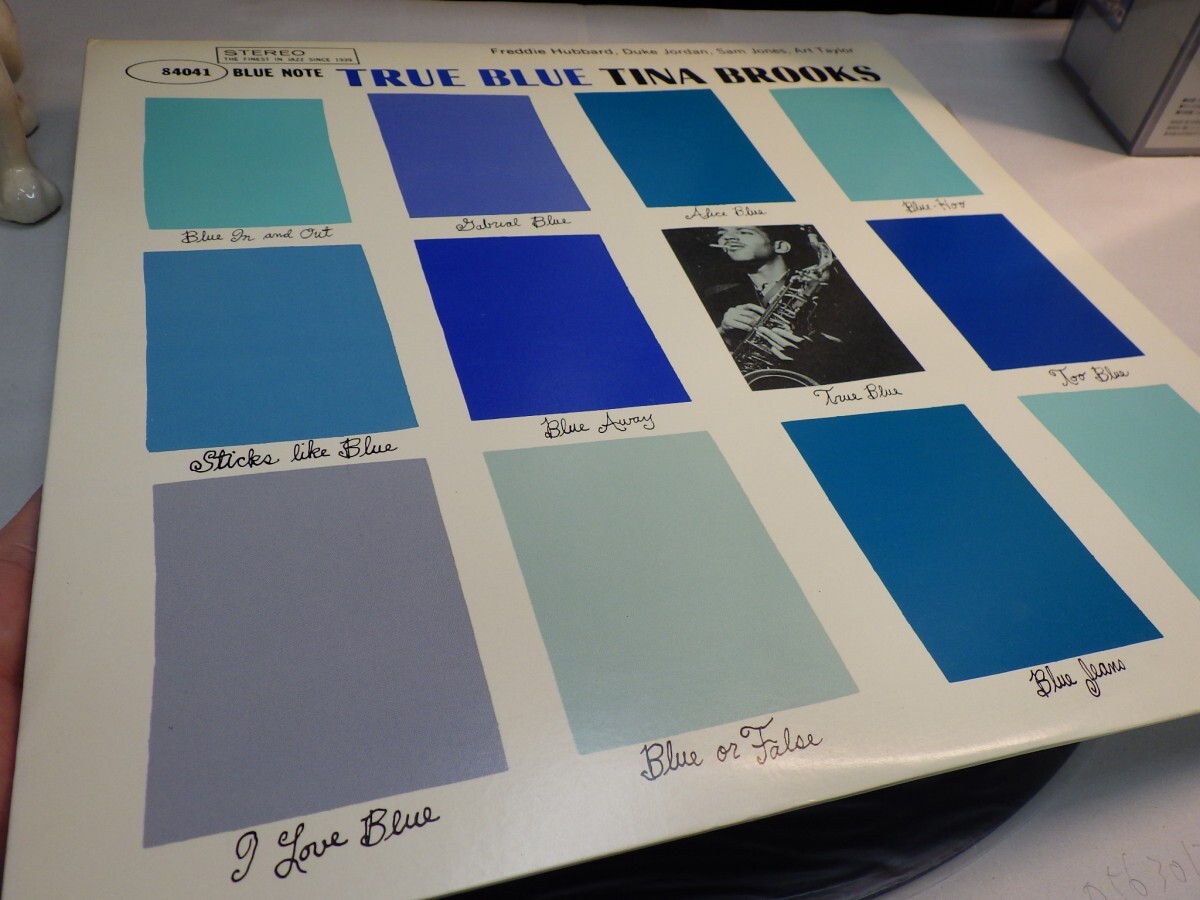 Freddie Hubbard, Duke Jordan, Sam Jones, Art Taylor
STEREO
THE FINEST IN JAZZ SINCE 1939
84041 BLUE NOTE TRUE BLUE TINA BROOKS
Blue In and Out
Gabrial Blue
Alice Blue
Blue-Hoo
Sticks like Blue
Blue Away
True Blue
Too Blue
I Love Blue
Blue or False
Blue Jeans